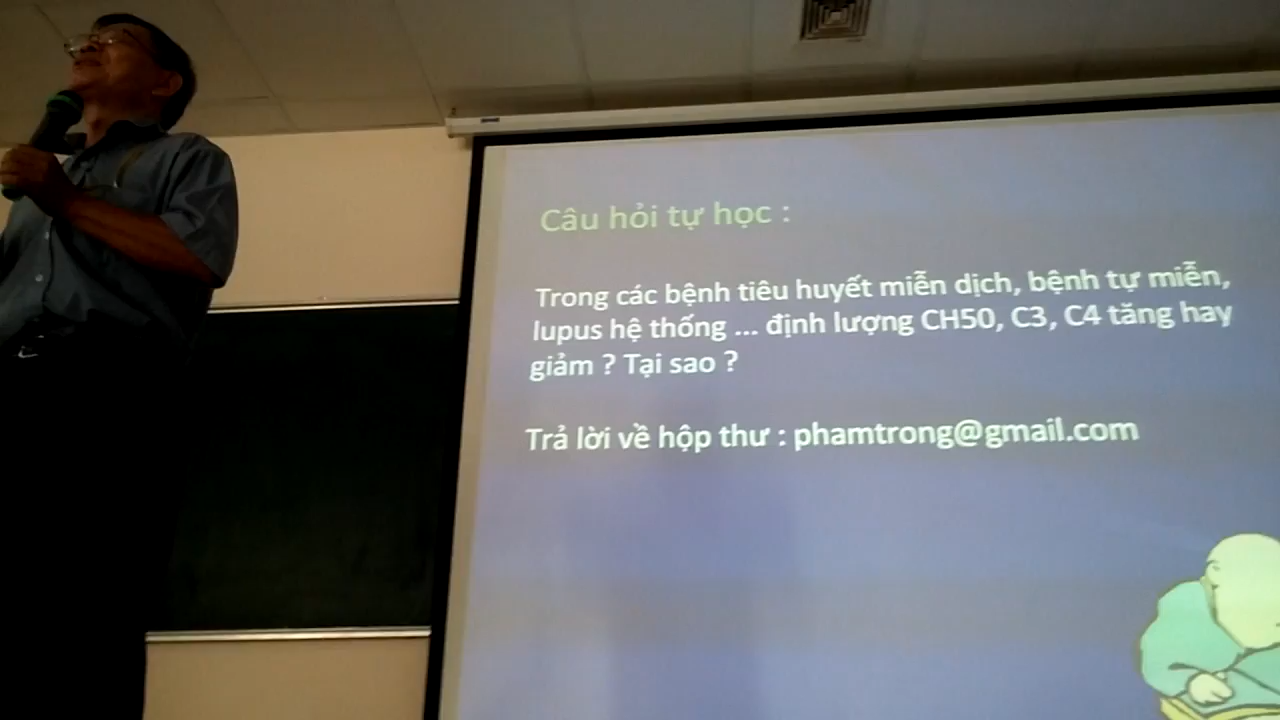 Câu hỏi tự học :
Trong các bệnh tiêu huyết miễn dịch, bệnh tự miễn,
lupus hệ thống ... định lượng CH50, C3, C4 tăng hay
giảm ? Tại sao ?
Trả lời về hộp thư : phamtrong@gmail.com